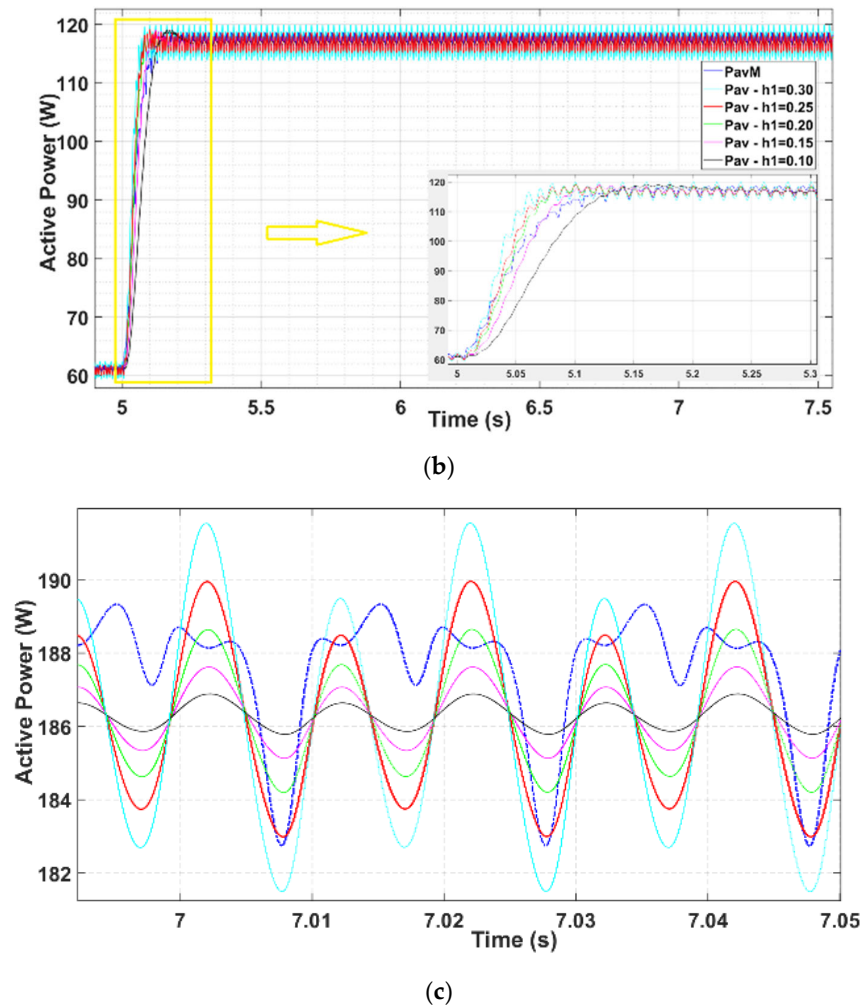 120
110
100
90
80
70
60
Active Power (W)
PavM
Pav - h1=0.30
Pav - h1=0.25
Pav - h1=0.20
Pav - h1=0.15
Pav - h1=0.10
120
110
100
90
80
70
60
5 5.05 5.1 5.15 5.2 5.25 5.3
5 5.5 6 6.5 7 7.5
Time (s)
(b)
190
188
186
184
182
Active Power (W)
7 7.01 7.02 7.03 7.04 7.05
Time (s)
(c)